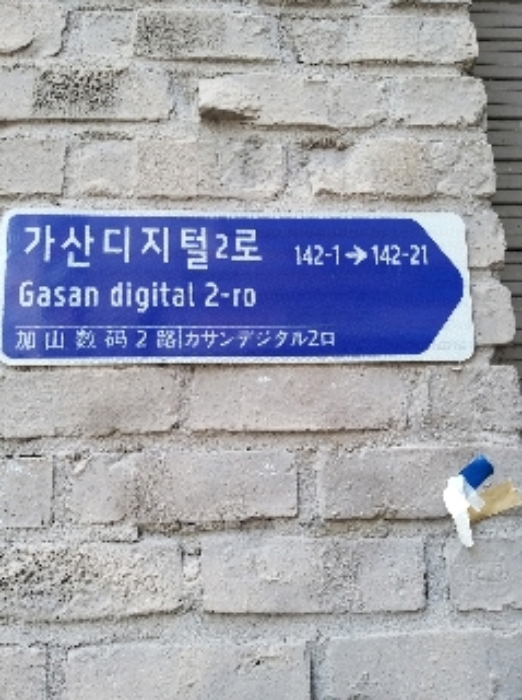 가산디지털2로 142-1→142-21
Gasan digital 2-ro
加山数码2路|カサンデジタル2ロ